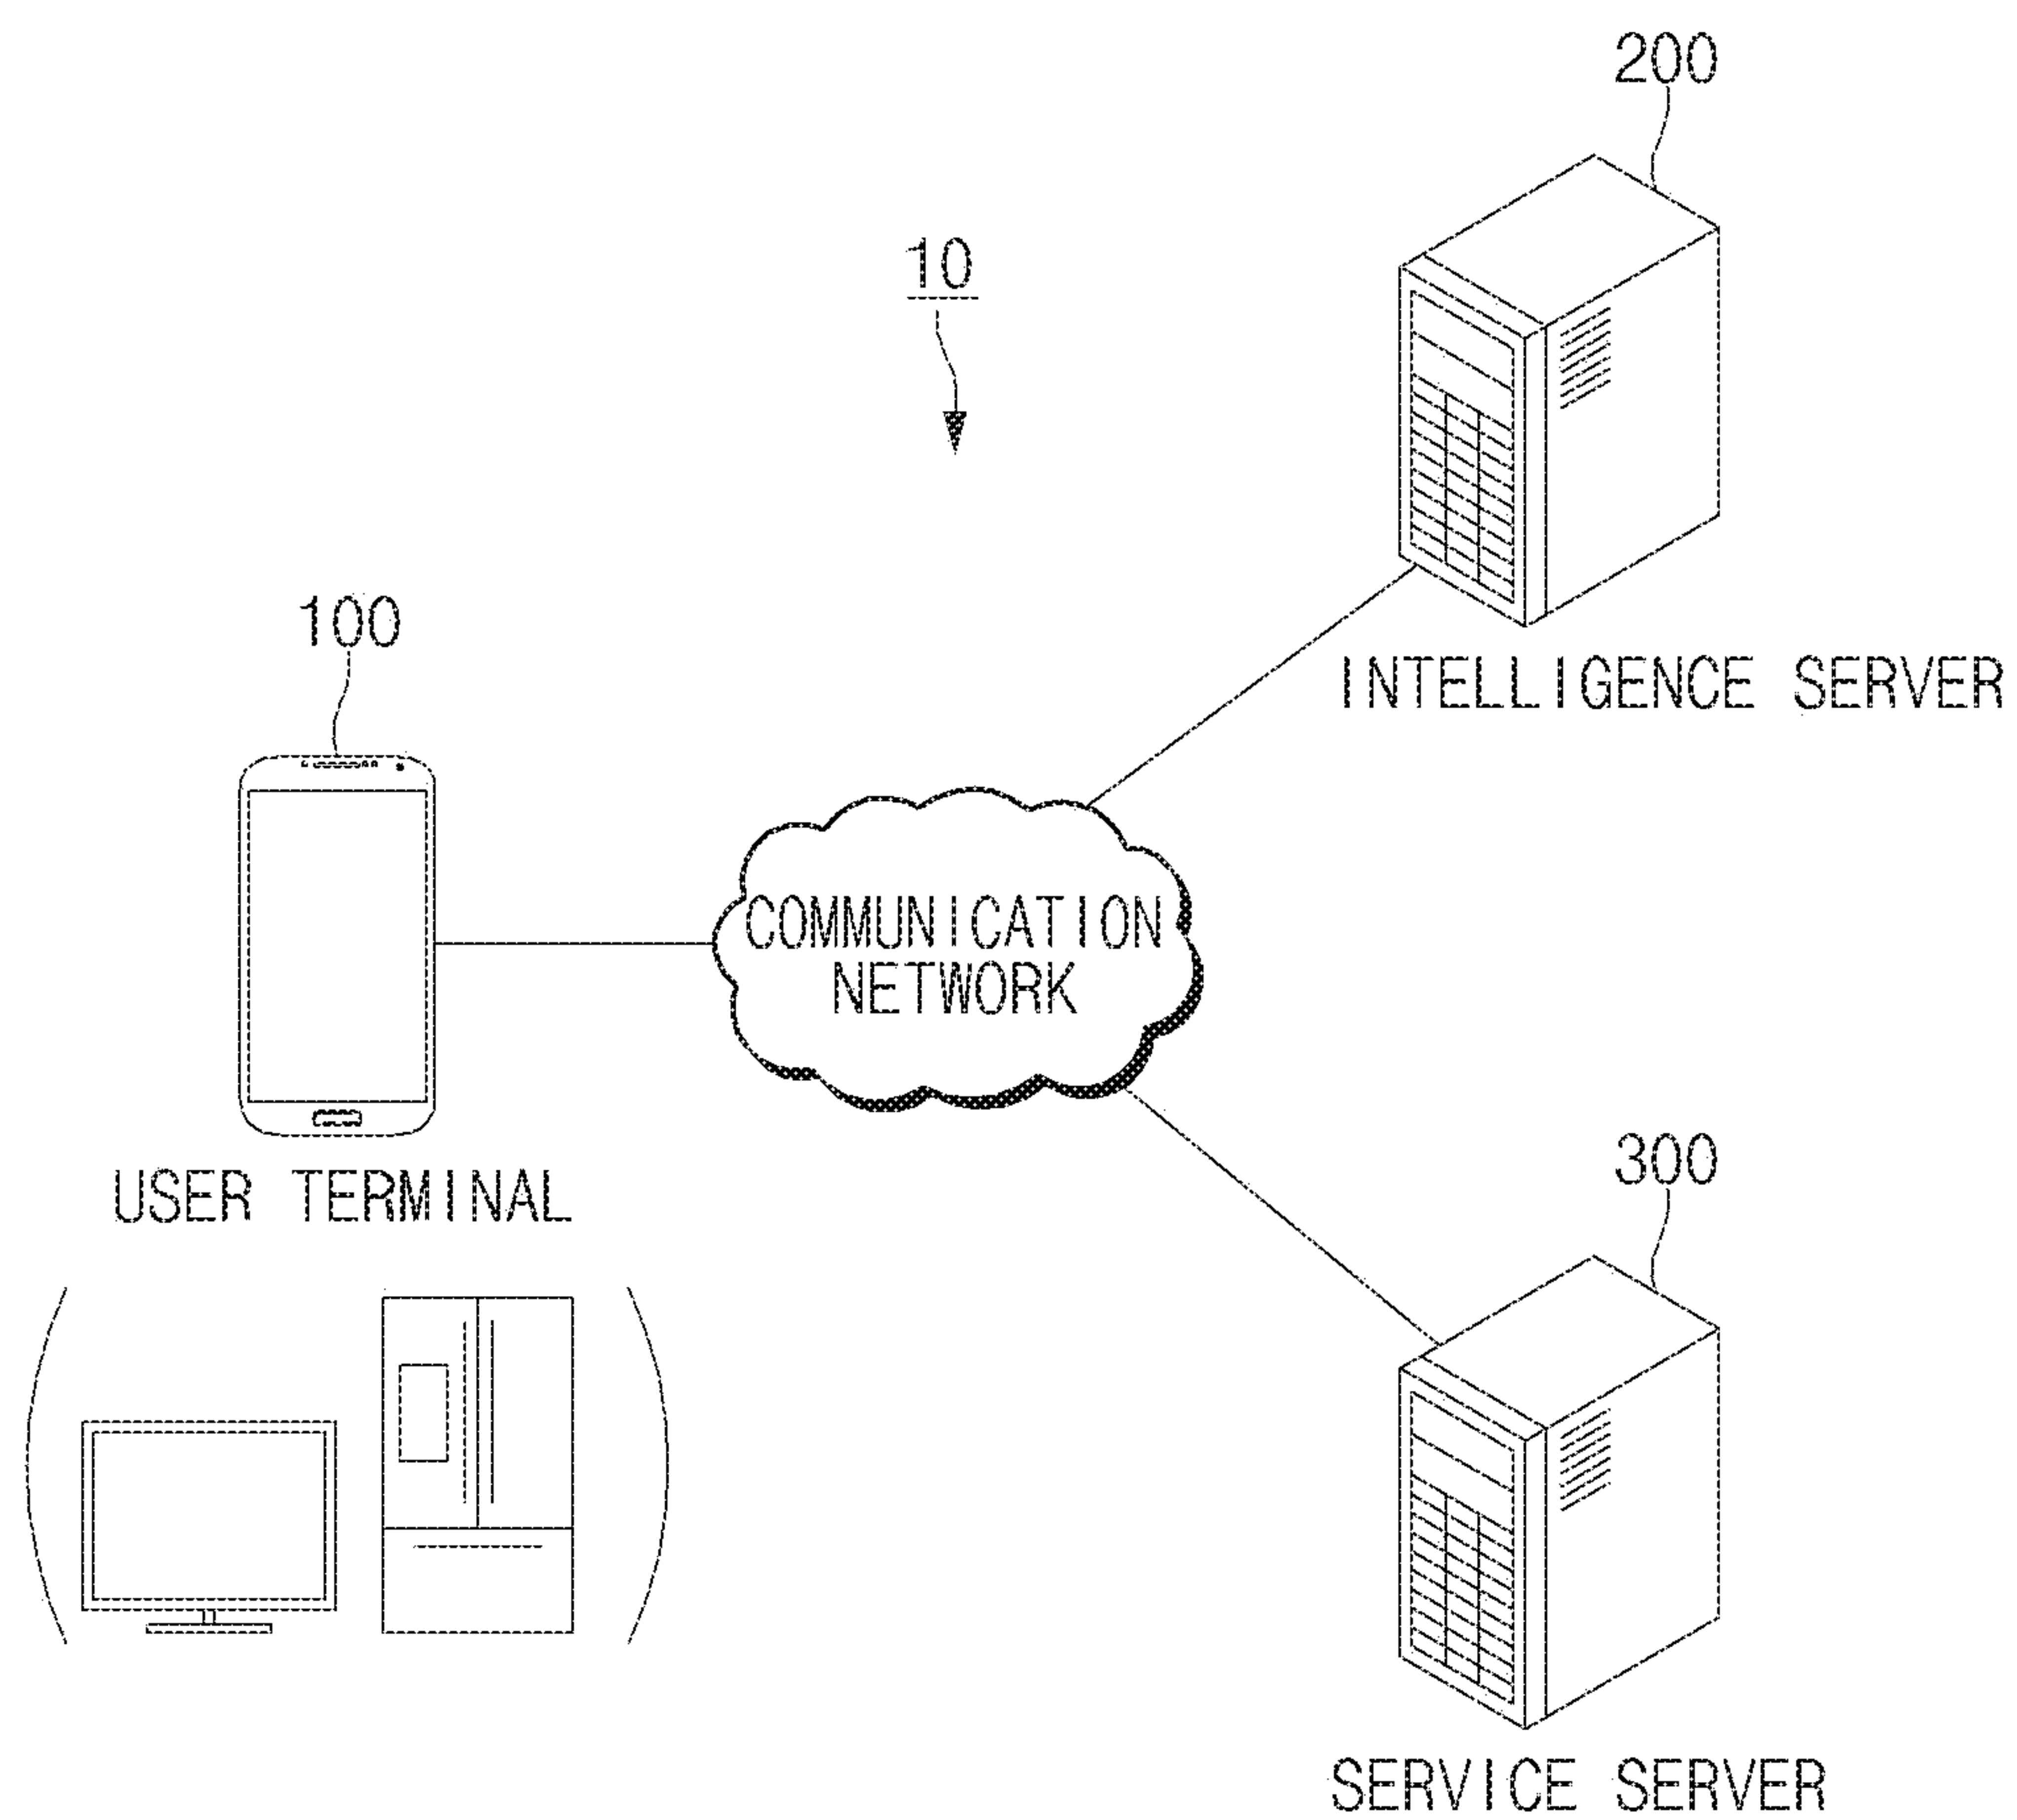 200
10
100
INTELLIGENCE SERVER
COMMUNICATION
NETWORK
300
USER TERMINAL
SERVICE SERVER